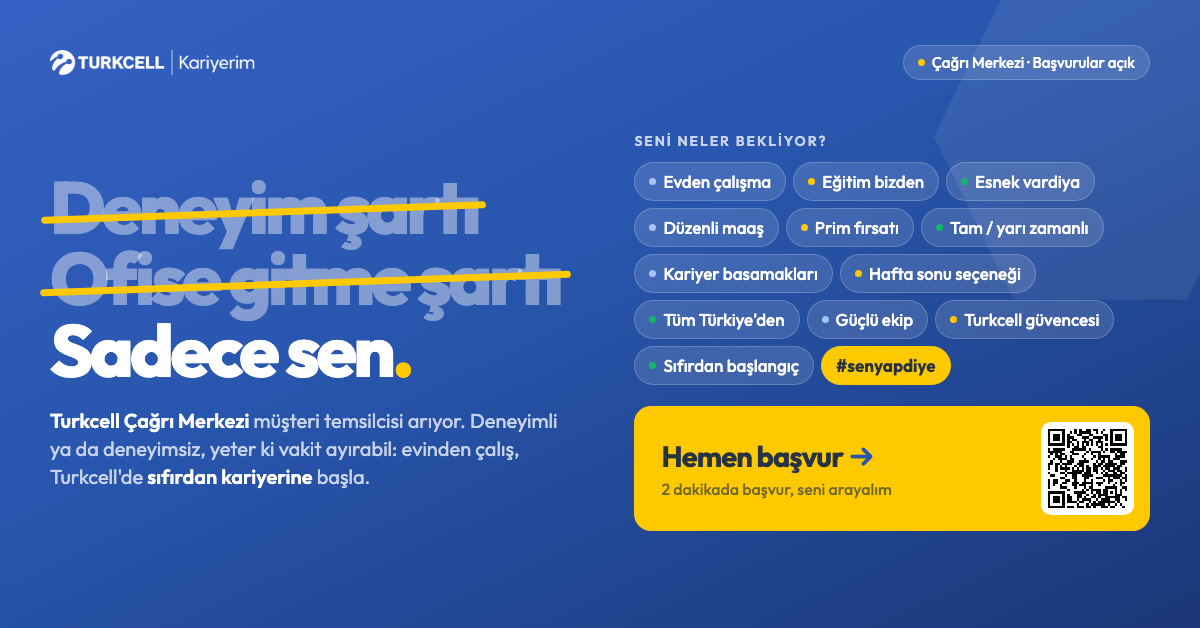 TURKCELL | Kariyerim
Çağrı Merkezi · Başvurular açık
Deneyim şartı
Ofise gitme şartı
Sadece sen.
Turkcell Çağrı Merkezi müşteri temsilcisi arıyor. Deneyimli
ya da deneyimsiz, yeter ki vakit ayırabil: evinden çalış,
Turkcell'de sıfırdan kariyerine başla.
SENİ NELER BEKLİYOR?
Evden çalışma
Eğitim bizden
Esnek vardiya
Düzenli maaş
Prim fırsatı
Tam / yarı zamanlı
Kariyer basamakları
Hafta sonu seçeneği
Tüm Türkiye'den
Güçlü ekip
Turkcell güvencesi
Sıfırdan başlangıç
#senyapdiye
Hemen başvur →
2 dakikada başvur, seni arayalım